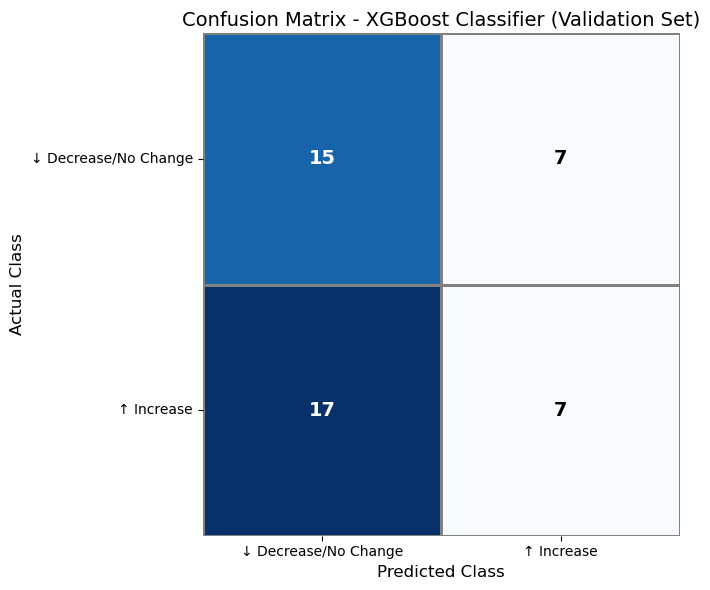 Confusion Matrix - XGBoost Classifier (Validation Set)
↓ Decrease/No Change
15
7
Actual Class
↑ Increase
17
7
↓ Decrease/No Change
↑ Increase
Predicted Class